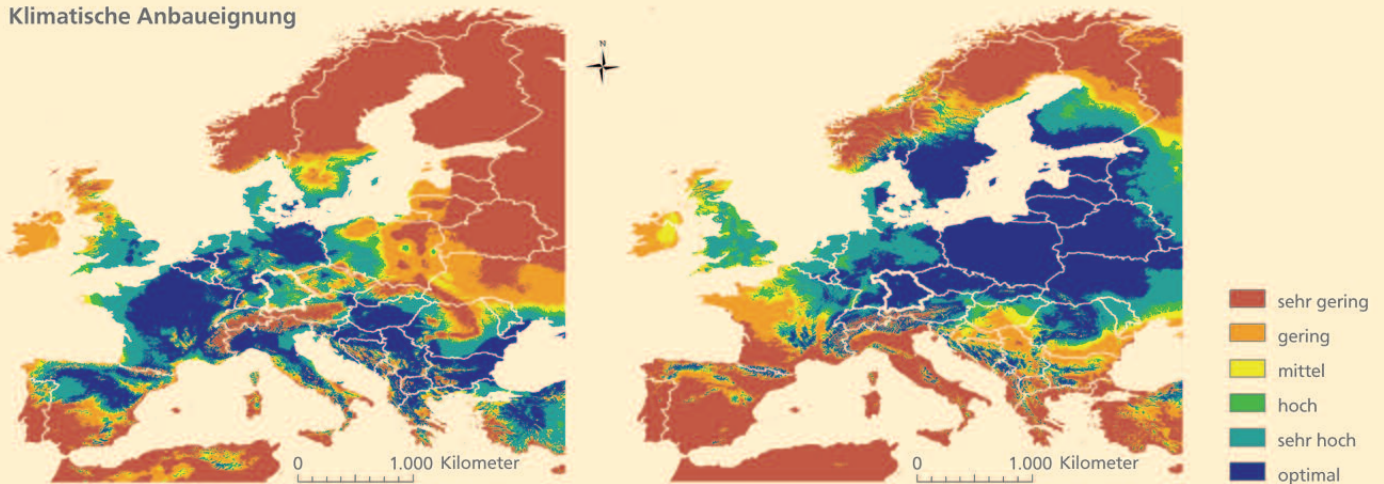 Klimatische Anbaueignung
N
0 1.000 Kilometer
0 1.000 Kilometer
sehr gering
gering
mittel
hoch
sehr hoch
optimal